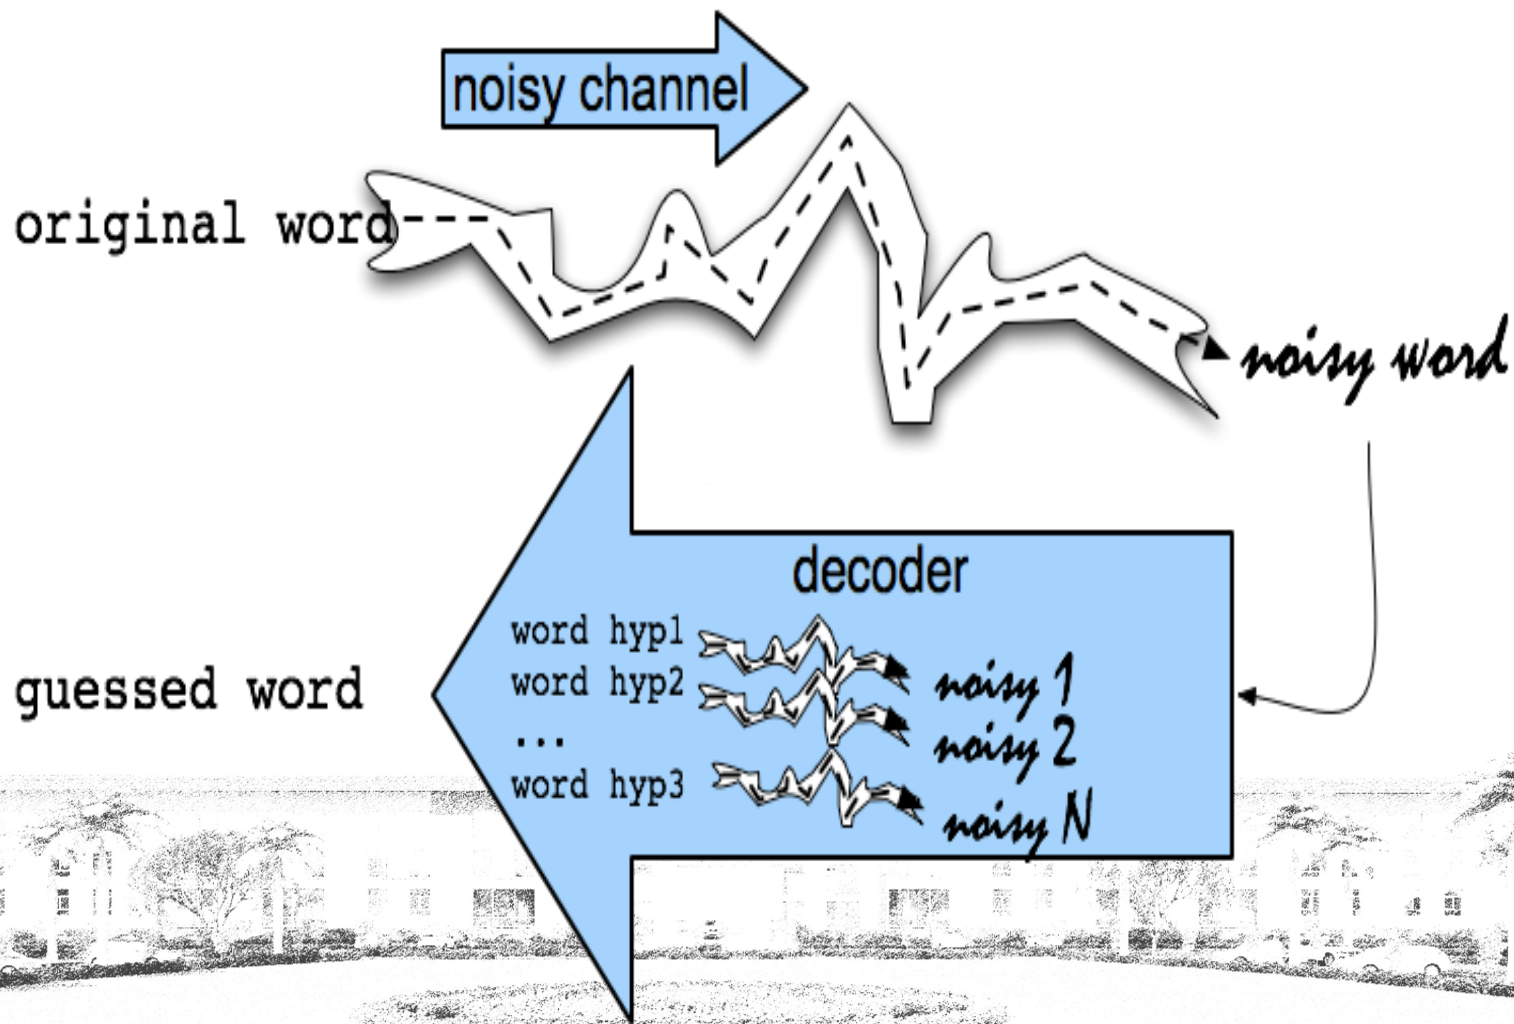 noisy channel
original word
noisy word
decoder
word hyp1
noisy 1
word hyp2
noisy 2
...
word hyp3
noisy N
guessed word